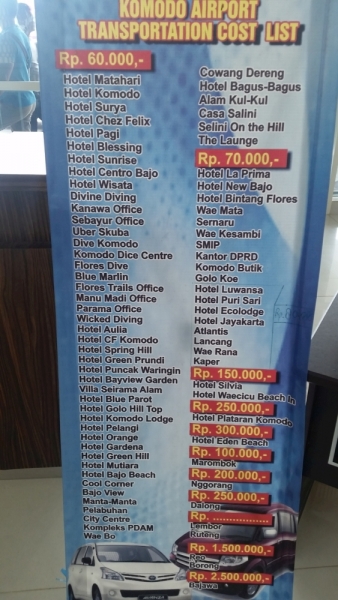 KOMODO AIRPORT
TRANSPORTATION COST LIST
Rp. 60.000,-
Hotel Matahari
Hotel Komodo
Hotel Surya
Hotel Chez Felix
Hotel Pagi
Hotel Blessing
Hotel Sunrise
Hotel Centro Bajo
Hotel Wisata
Divine Diving
Kanawa Office
Sebayur Office
Uber Skuba
Dive Komodo
Komodo Dice Centre
Flores Dive
Blue Marlin
Flores Trails Office
Manu Madi Office
Parama Office
Wicked Diving
Hotel Aulia
Hotel CF Komodo
Hotel Spring Hill
Hotel Green Prundi
Hotel Puncak Waringin
Hotel Bayview Garden
Villa Seirama Alam
Hotel Blue Parot
Hotel Golo Hill Top
Hotel Komodo Lodge
Hotel Pelangi
Hotel Orange
Hotel Gardena
Hotel Green Hill
Hotel Mutiara
Hotel Bajo Beach
Cool Corner
Bajo View
Manta-Manta
Pelabuhan
City Centre
Kompleks PDAM
Wae Bo
Cowang Dereng
Hotel Bagus-Bagus
Alam Kul-Kul
Casa Salini
Selini On the Hill
The Launge
Rp. 70.000,-
Hotel La Prima
Hotel New Bajo
Hotel Bintang Flores
Wae Mata
Sernaru
Wae Kesambi
SMIP
Kantor DPRD
Komodo Butik
Golo Koe
Hotel Luwansa
Hotel Puri Sari
Hotel Ecolodge
Hotel Jayakarta
Atlantis
Lancang
Wae Rana
Kaper
Rp. 150.000,-
Hotel Silvia
Hotel Waecicu Beach In
Rp. 250.000,-
Hotel Plataran Komodo
Rp. 300.000,-
Hotel Eden Beach
Rp. 100.000,-
Marombok
Rp. 200.000,-
Nggorang
Rp. 250.000,-
Dalong
Rp. ................
Lembor
Ruteng
Rp. 1.500.000,-
Reo
Borong
Rp. 2.500.000,-
Bajawa